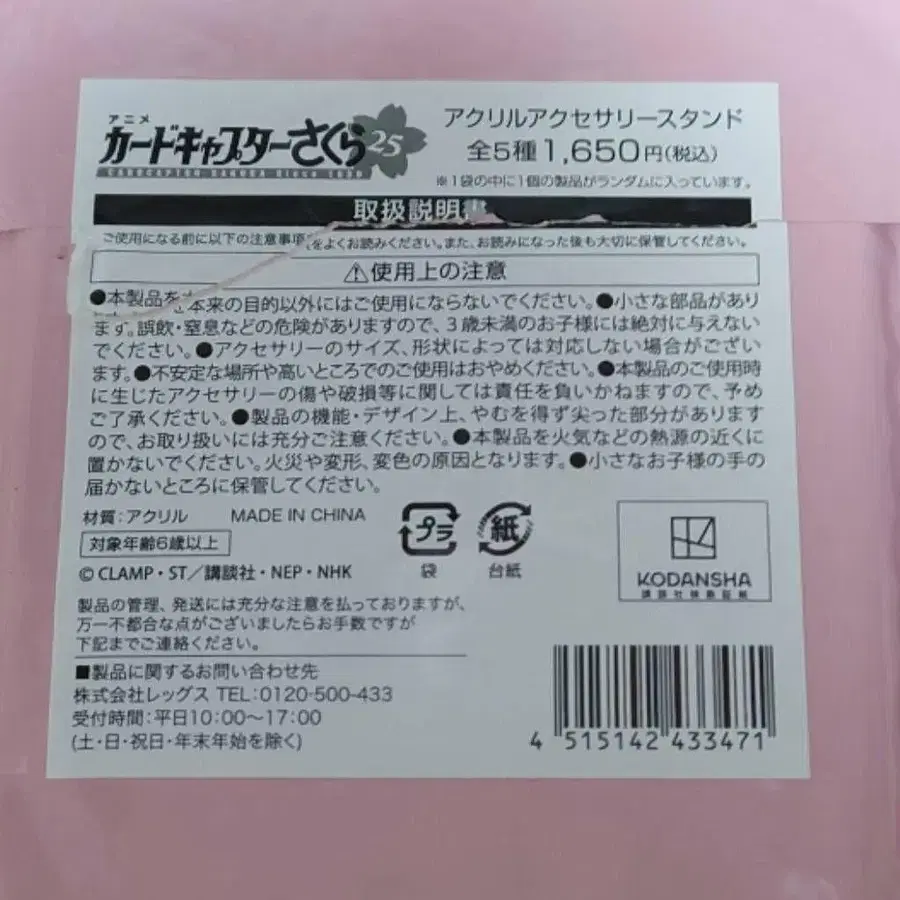 アニメ
カードキャプターさくら 25
CARDCAPTOR SAKURA Since 1998
アクリルアクセサリースタンド
全5種1,650円(税込)
※1袋の中に1個の製品がランダムに入っています。
取扱説明書
ご使用になる前に以下の注意事項をよくお読みください。また、お読みになった後も大切に保管してください。
⚠使用上の注意
●本製品を本来の目的以外にはご使用にならないでください。●小さな部品があり
ます。誤飲・窒息などの危険がありますので、3歳未満のお子様には絶対に与えない
でください。●アクセサリーのサイズ、形状によっては対応しない場合がござい
ます。●不安定な場所や高いところでのご使用はおやめください。●本製品のご使用時
に生じたアクセサリーの傷や破損等に関しては責任を負いかねますので、予め
ご了承ください。●製品の機能・デザイン上、やむを得ず尖った部分があります
ので、お取り扱いには充分ご注意ください。●本製品を火気などの熱源の近くに
置かないでください。火災や変形、変色の原因となります。●小さなお子様の手の
届かないところに保管してください。
材質：アクリル MADE IN CHINA
対象年齢6歳以上
プラ 袋
紙 台紙
©CLAMP・ST／講談社・NEP・NHK
KODANSHA
講談社検印証紙
製品の管理、発送には充分な注意を払っておりますが、
万一不都合な点がございましたらお手数ですが
下記までご連絡ください。
■製品に関するお問い合わせ先
株式会社レッグス TEL:0120-500-433
受付時間：平日10:00～17:00
(土・日・祝日・年末年始を除く)
4 515142 433471